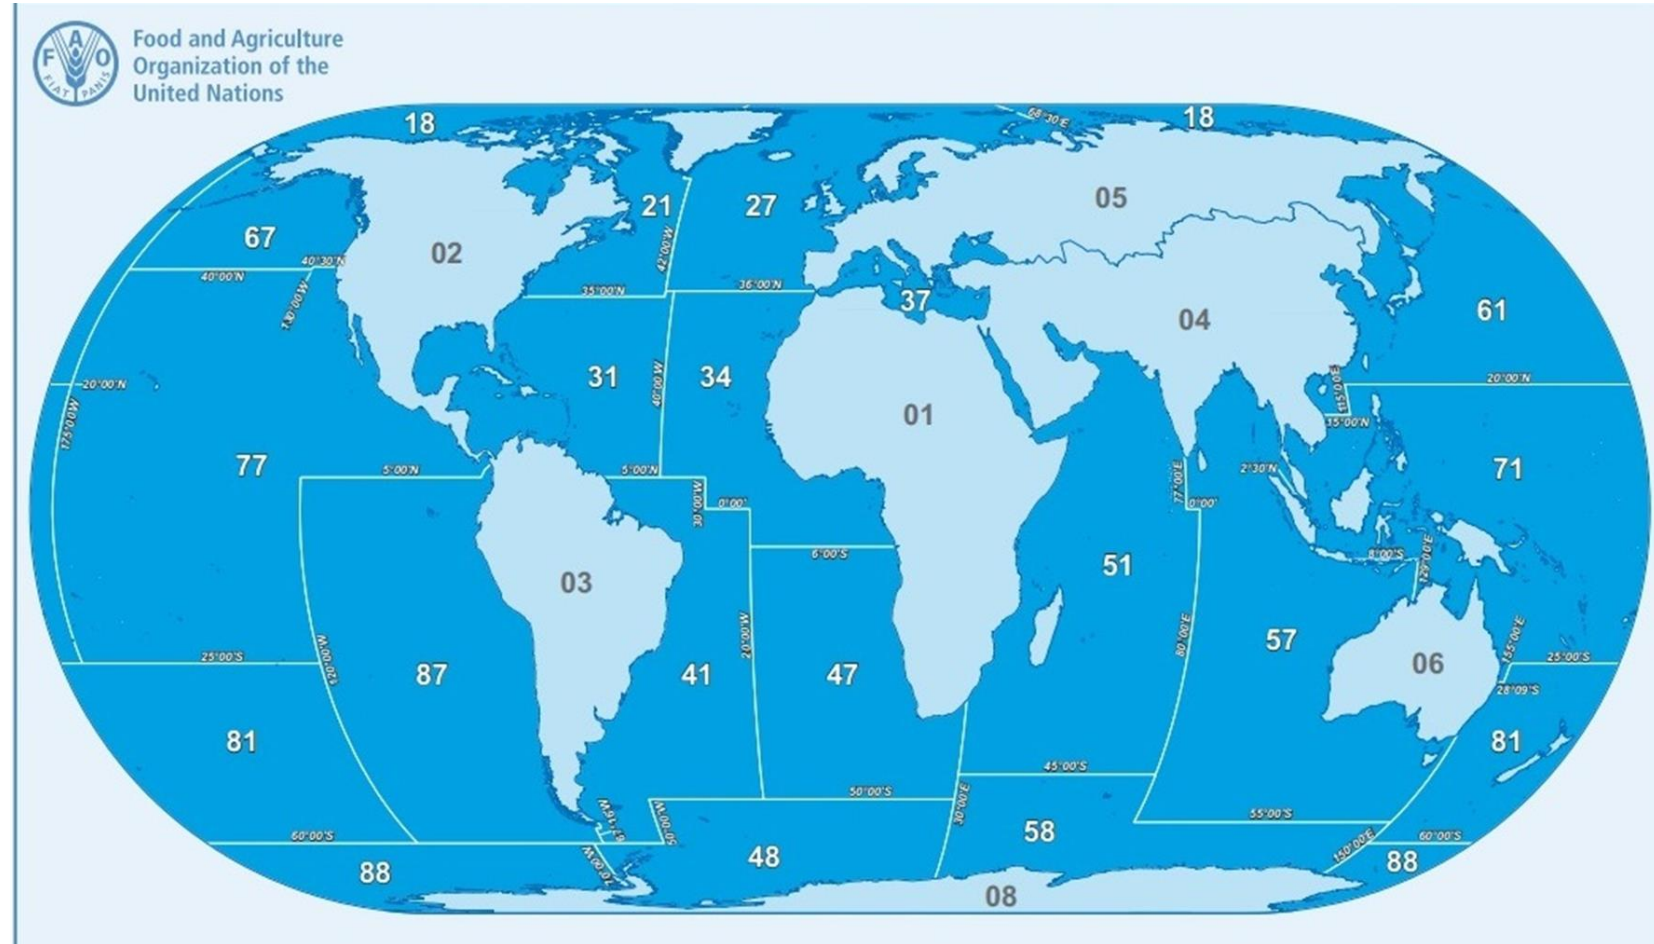 Food and Agriculture
Organization of the
United Nations
F A O
FIAT PANIS
18
68°30'E
18
05
21
27
67
02
42°00'W
40°30'N
40°00'N
130°00'W
36°00'N
35°00'N
37
61
04
31
40°00'W
34
115°00'E
20°00'N
20°00'N
175°00'W
01
15°00'N
77
5°00'N
5°00'N
77°00'E
2°30'N
71
30°00'W
0°00'
0°00'
6°00'S
8°00'S
129°00'E
51
03
20°00'W
80°00'E
57
155°00'E
25°00'S
120°00'W
06
25°00'S
87
41
47
28°09'S
81
81
45°00'S
50°00'S
67°16'W
50°00'W
30°00'E
55°00'S
58
60°00'S
150°00'E
60°00'S
70°00'W
48
88
88
08